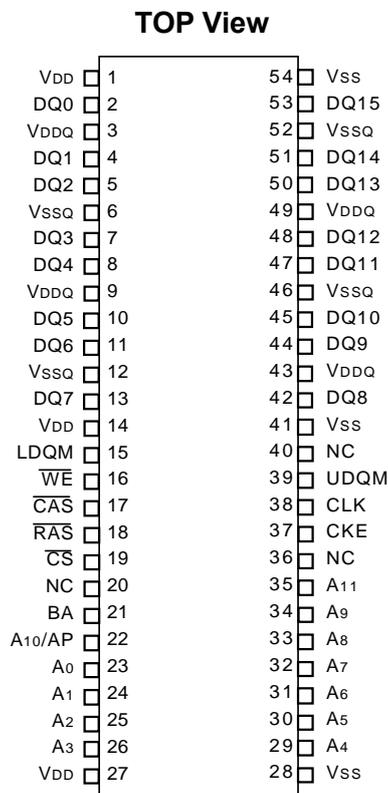 TOP View
VDD 1 54 VSS
DQ0 2 53 DQ15
VDDQ 3 52 VSSQ
DQ1 4 51 DQ14
DQ2 5 50 DQ13
VSSQ 6 49 VDDQ
DQ3 7 48 DQ12
DQ4 8 47 DQ11
VDDQ 9 46 VSSQ
DQ5 10 45 DQ10
DQ6 11 44 DQ9
VSSQ 12 43 VDDQ
DQ7 13 42 DQ8
VDD 14 41 VSS
LDQM 15 40 NC
W̅E̅ 16 39 UDQM
C̅A̅S̅ 17 38 CLK
R̅A̅S̅ 18 37 CKE
C̅S̅ 19 36 NC
NC 20 35 A11
BA 21 34 A9
A10/AP 22 33 A8
A0 23 32 A7
A1 24 31 A6
A2 25 30 A5
A3 26 29 A4
VDD 27 28 VSS